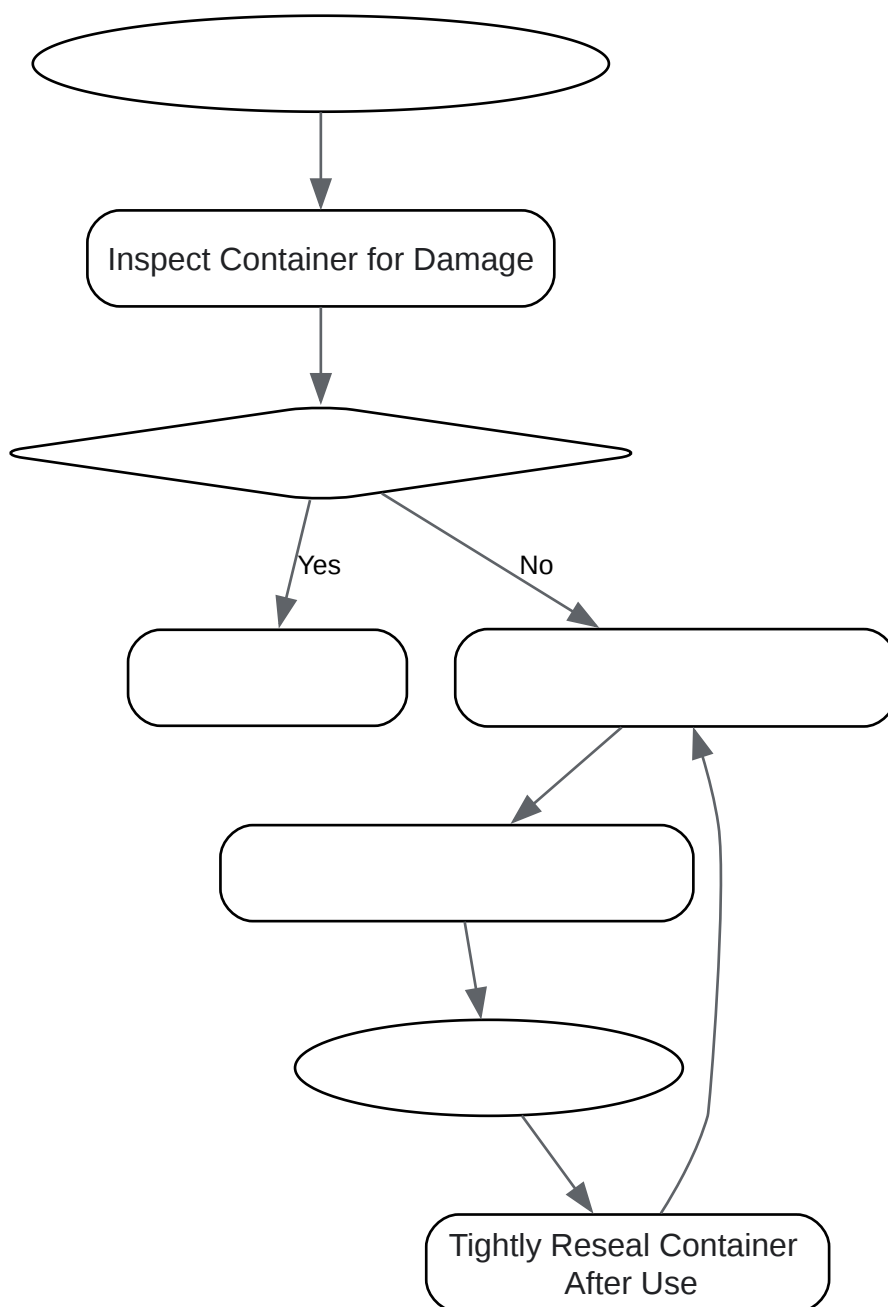 Inspect Container for Damage
Yes
No
Tightly Reseal Container
After Use